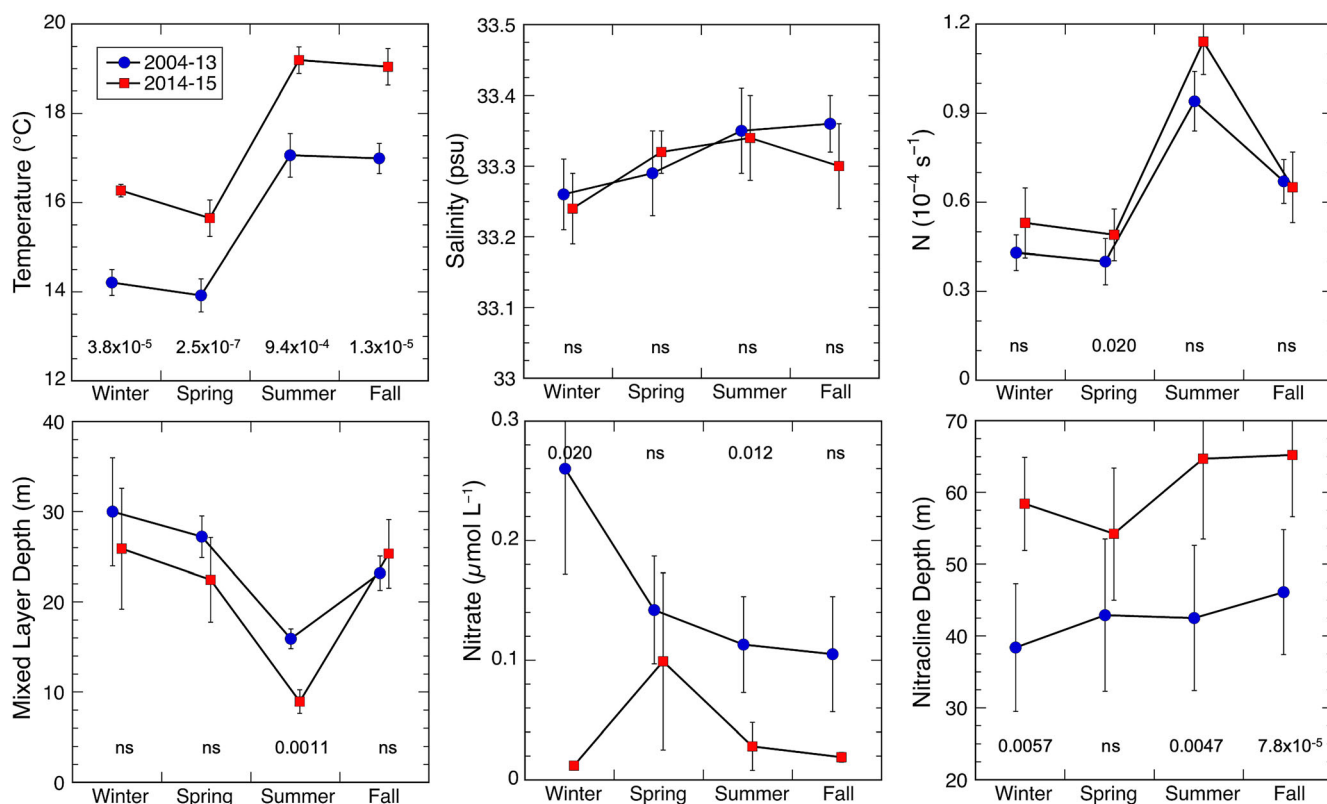 20
18
16
14
12
Temperature (°C)
2004-13
2014-15
3.8x10⁻⁵ 2.5x10⁻⁷ 9.4x10⁻⁴ 1.3x10⁻⁵
Winter Spring Summer Fall
33.5
33.4
33.3
33.2
33.1
33
Salinity (psu)
ns ns ns ns
Winter Spring Summer Fall
1.2
0.9
0.6
0.3
0
N (10⁻⁴ s⁻¹)
ns 0.020 ns ns
Winter Spring Summer Fall
40
30
20
10
0
Mixed Layer Depth (m)
ns ns 0.0011 ns
Winter Spring Summer Fall
0.3
0.2
0.1
0
Nitrate (µmol L⁻¹)
0.020 ns 0.012 ns
Winter Spring Summer Fall
70
60
50
40
30
20
Nitracline Depth (m)
0.0057 ns 0.0047 7.8x10⁻⁵
Winter Spring Summer Fall